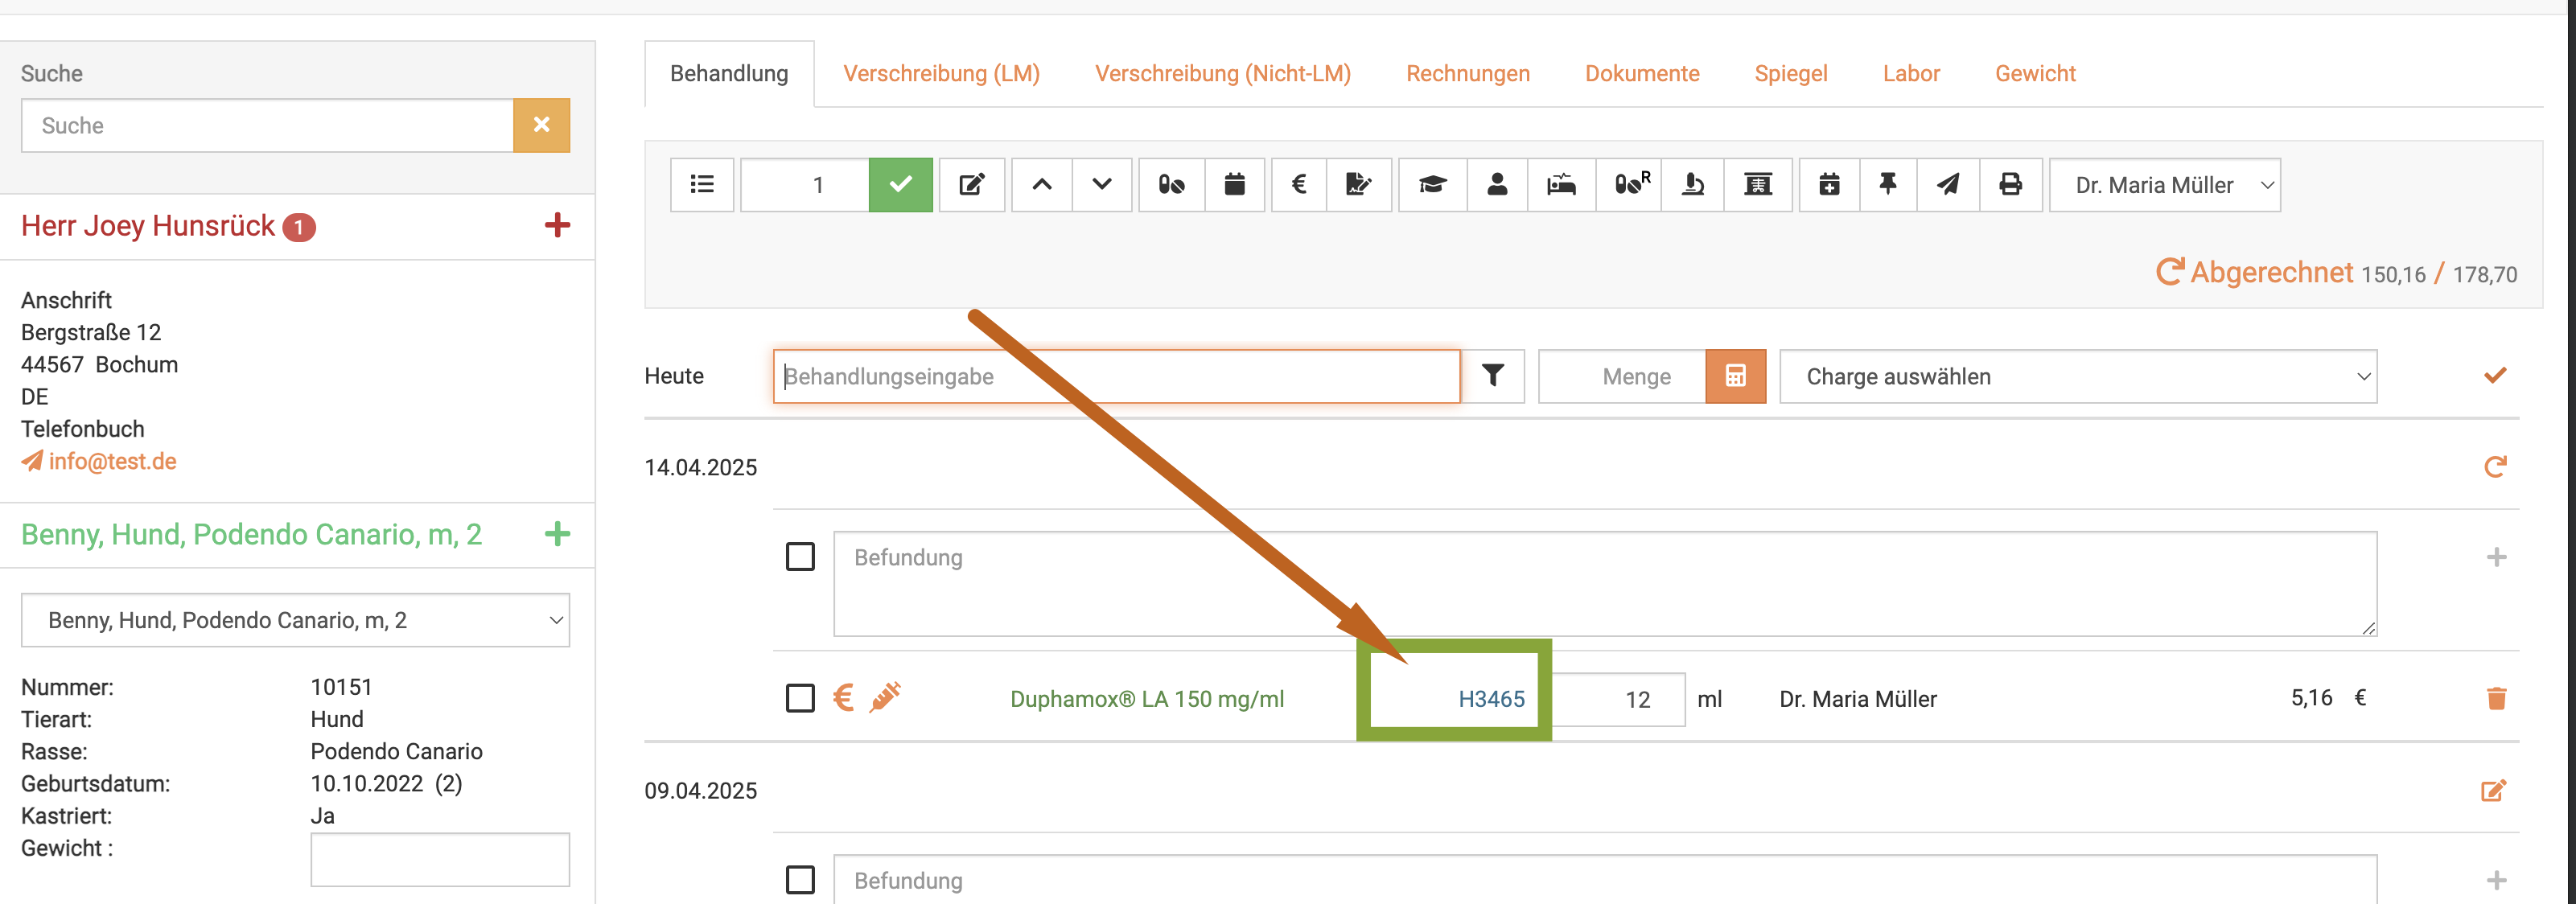 Suche
Suche
Herr Joey Hunsrück 1
Anschrift
Bergstraße 12
44567 Bochum
DE
Telefonbuch
info@test.de
Benny, Hund, Podendo Canario, m, 2
Benny, Hund, Podendo Canario, m, 2
Nummer: 10151
Tierart: Hund
Rasse: Podendo Canario
Geburtsdatum: 10.10.2022 (2)
Kastriert: Ja
Gewicht :
Behandlung Verschreibung (LM) Verschreibung (Nicht-LM) Rechnungen Dokumente Spiegel Labor Gewicht
1 € R Dr. Maria Müller
Abgerechnet 150,16 / 178,70
Heute Behandlungseingabe Menge Charge auswählen
14.04.2025
Befundung
€ Duphamox® LA 150 mg/ml H3465 12 ml Dr. Maria Müller 5,16 €
09.04.2025
Befundung